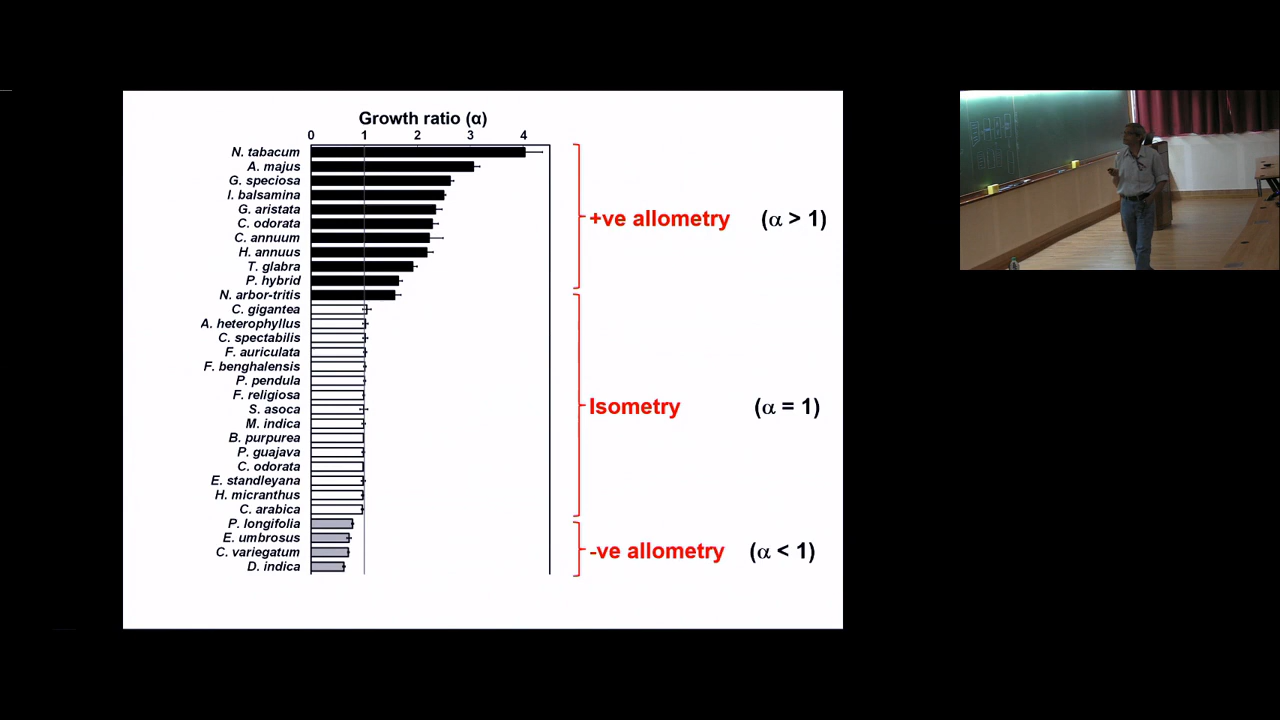 Growth ratio (α)
0 1 2 3 4
N. tabacum
A. majus
G. speciosa
I. balsamina
G. aristata
C. odorata
C. annuum
H. annuus
T. glabra
P. hybrid
N. arbor-tritis
+ve allometry (α > 1)
C. gigantea
A. heterophyllus
C. spectabilis
F. auriculata
F. benghalensis
P. pendula
F. religiosa
S. asoca
M. indica
B. purpurea
P. guajava
C. odorata
E. standleyana
H. micranthus
C. arabica
Isometry (α = 1)
P. longifolia
E. umbrosus
C. variegatum
D. indica
-ve allometry (α < 1)